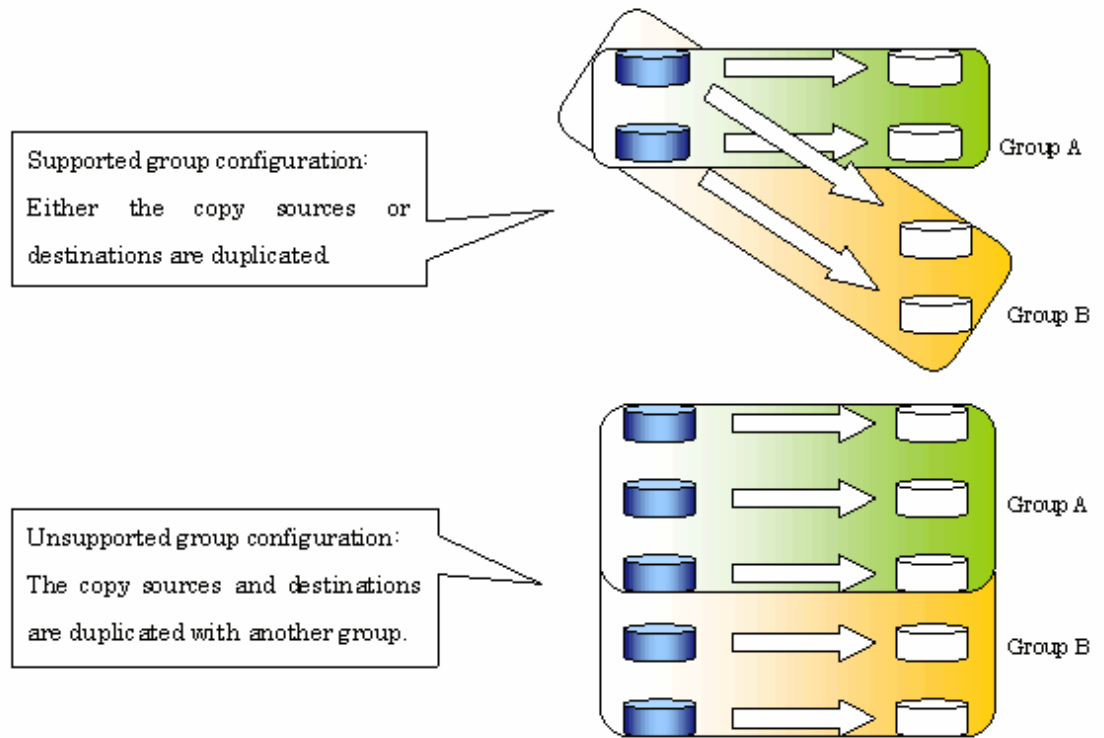 Supported group configuration:
Either the copy sources or
destinations are duplicated.
Group A
Group B
Unsupported group configuration:
The copy sources and destinations
are duplicated with another group.
Group A
Group B